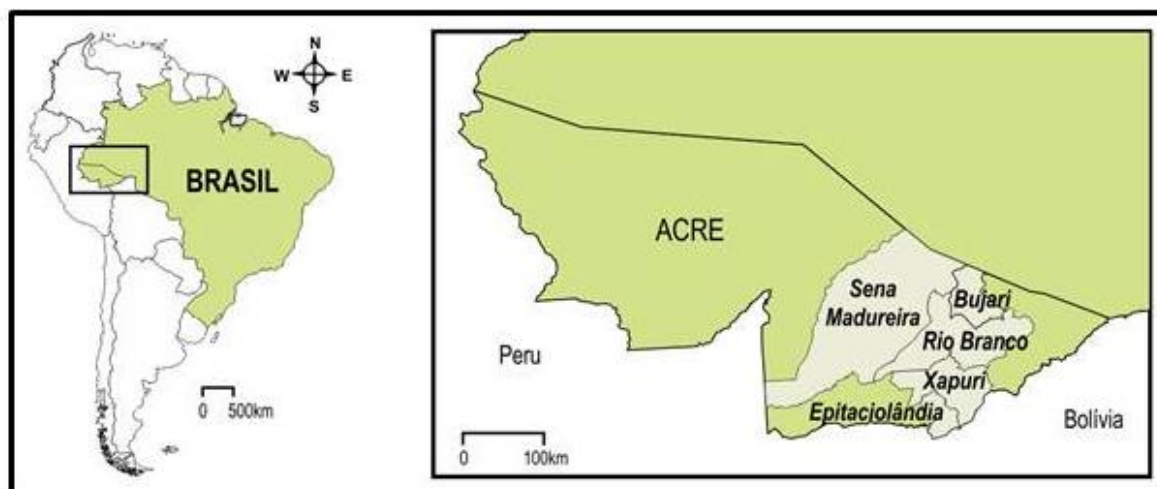 N
W E
S
BRASIL
0 500km
ACRE
Sena
Madureira
Bujari
Rio Branco
Xapuri
Epitaciolândia
Peru
Bolívia
0 100km